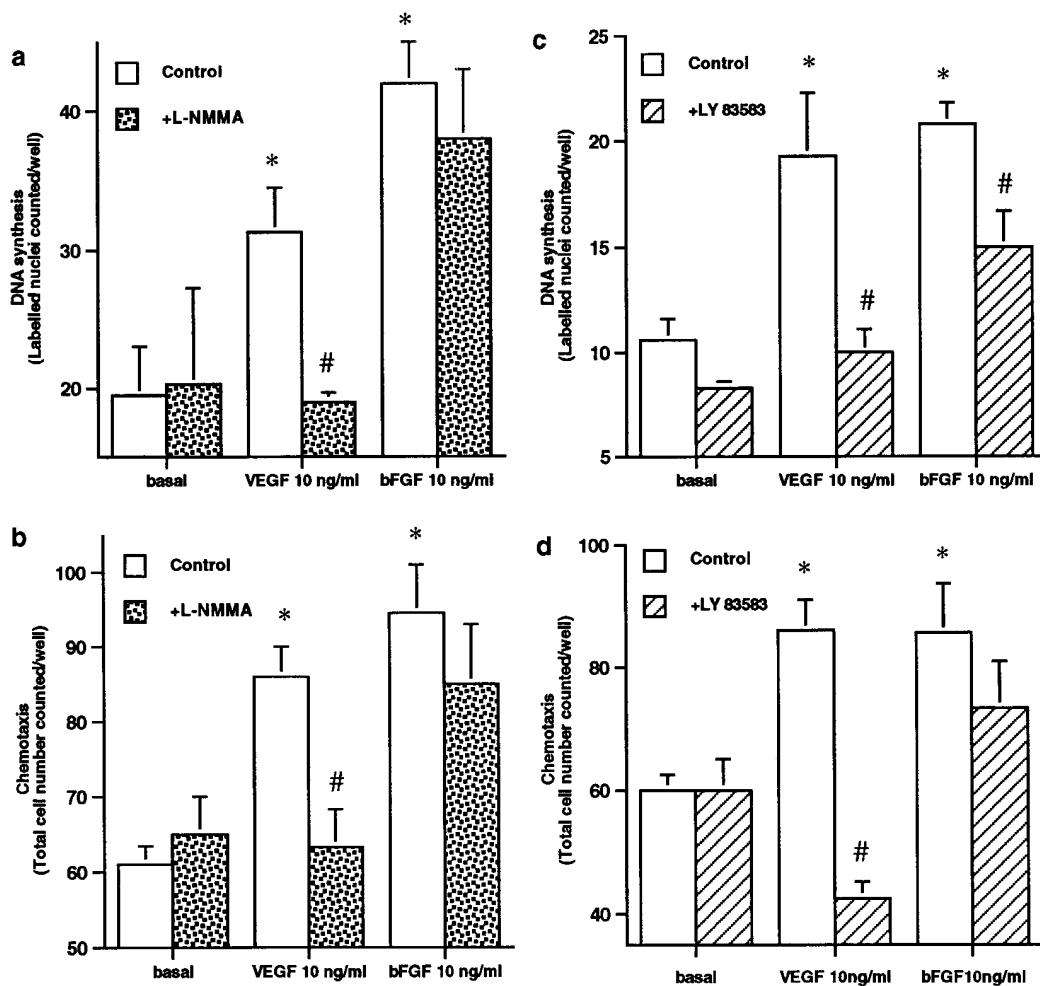 a
Control
+L-NMMA
*
*
#
40
30
20
DNA synthesis
(Labelled nuclei counted/well)
basal
VEGF 10 ng/ml
bFGF 10 ng/ml
c
Control
+LY 83583
*
*
#
#
25
20
15
10
5
DNA synthesis
(Labelled nuclei counted/well)
basal
VEGF 10 ng/ml
bFGF 10 ng/ml
b
Control
+L-NMMA
*
*
#
100
90
80
70
60
50
Chemotaxis
(Total cell number counted/well)
basal
VEGF 10 ng/ml
bFGF 10 ng/ml
d
Control
+LY 83583
*
*
#
100
80
60
40
Chemotaxis
(Total cell number counted/well)
basal
VEGF 10ng/ml
bFGF10ng/ml